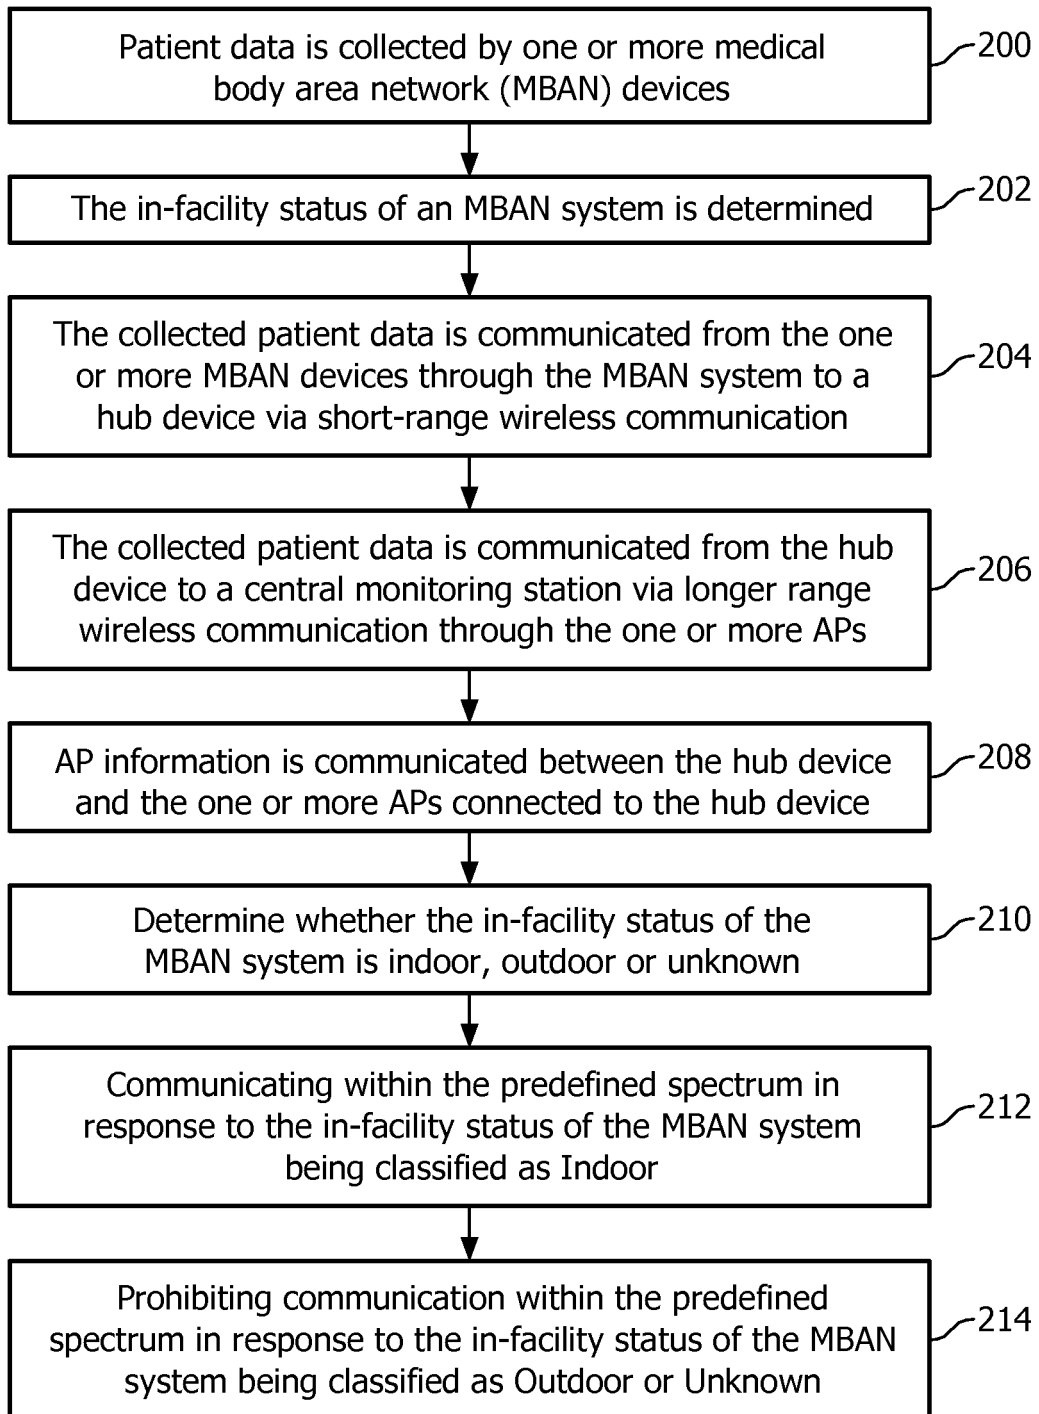 Patient data is collected by one or more medical
body area network (MBAN) devices
200
The in-facility status of an MBAN system is determined
202
The collected patient data is communicated from the one
or more MBAN devices through the MBAN system to a
hub device via short-range wireless communication
204
The collected patient data is communicated from the hub
device to a central monitoring station via longer range
wireless communication through the one or more APs
206
AP information is communicated between the hub device
and the one or more APs connected to the hub device
208
Determine whether the in-facility status of the
MBAN system is indoor, outdoor or unknown
210
Communicating within the predefined spectrum in
response to the in-facility status of the MBAN system
being classified as Indoor
212
Prohibiting communication within the predefined
spectrum in response to the in-facility status of the MBAN
system being classified as Outdoor or Unknown
214